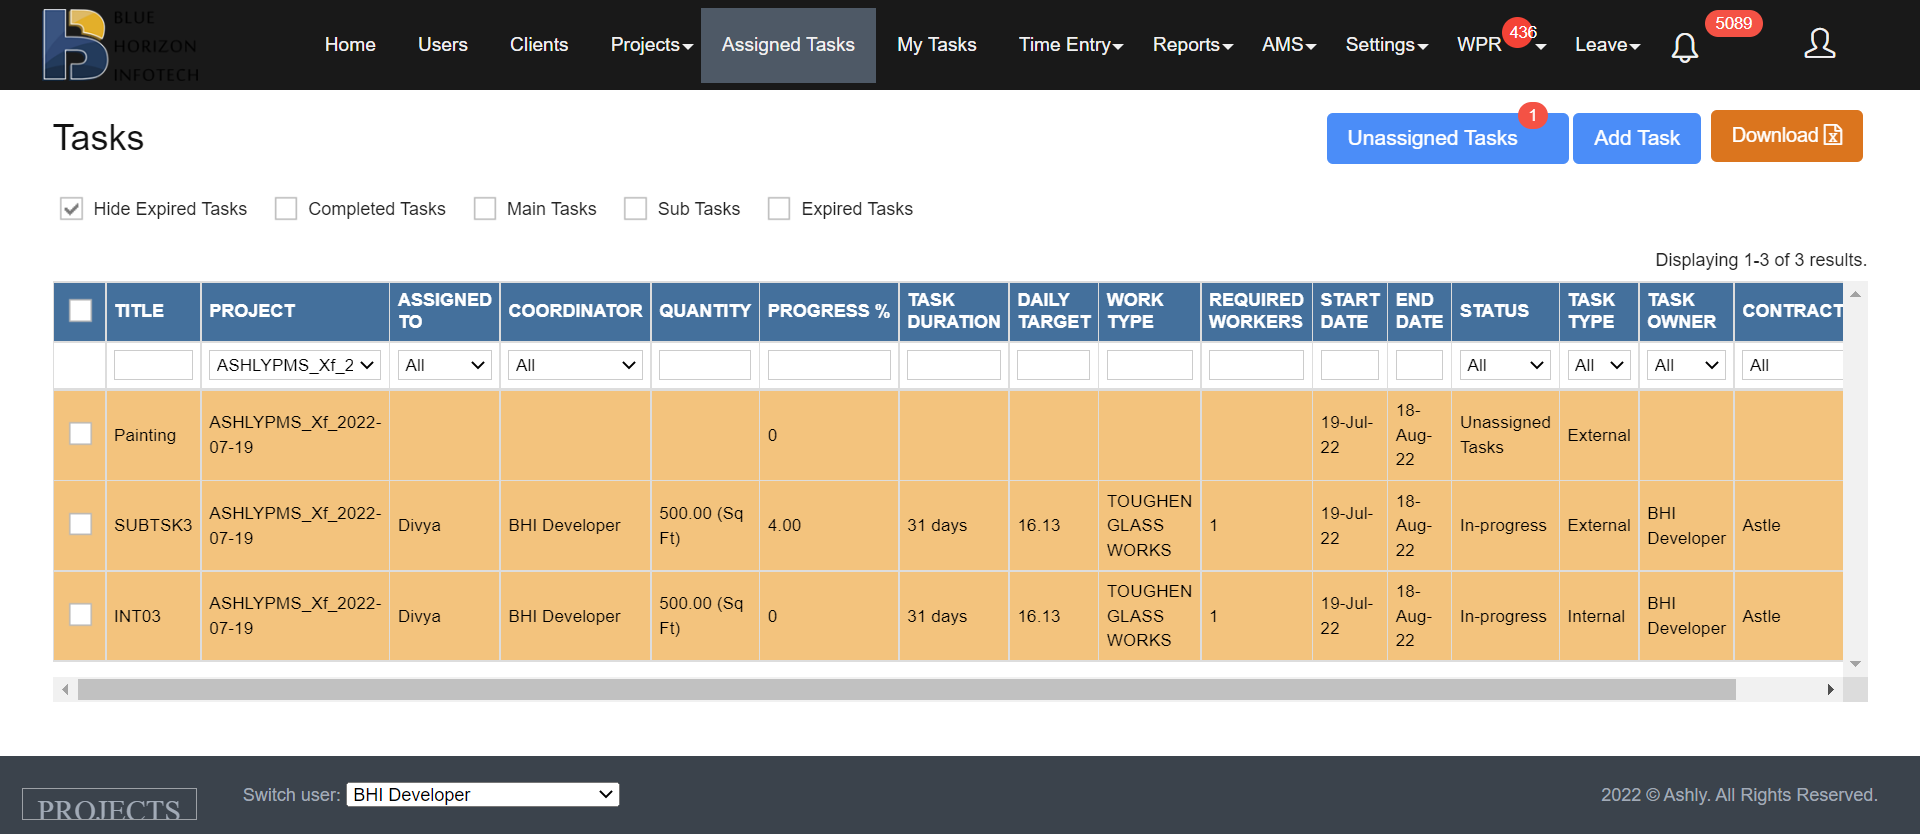 BLUE
HORIZON
INFOTECH
Home Users Clients Projects Assigned Tasks My Tasks Time Entry Reports AMS Settings WPR 436 Leave 5089
Tasks
Unassigned Tasks 1 Add Task Download
Hide Expired Tasks Completed Tasks Main Tasks Sub Tasks Expired Tasks
Displaying 1-3 of 3 results.
TITLE PROJECT ASSIGNED TO COORDINATOR QUANTITY PROGRESS % TASK DURATION DAILY TARGET WORK TYPE REQUIRED WORKERS START DATE END DATE STATUS TASK TYPE TASK OWNER CONTRACT
ASHLYPMS_Xf_2 All All All All All All
Painting ASHLYPMS_Xf_2022-07-19 0 19-Jul-22 18-Aug-22 Unassigned Tasks External
SUBTSK3 ASHLYPMS_Xf_2022-07-19 Divya BHI Developer 500.00 (Sq Ft) 4.00 31 days 16.13 TOUGHEN GLASS WORKS 1 19-Jul-22 18-Aug-22 In-progress External BHI Developer Astle
INT03 ASHLYPMS_Xf_2022-07-19 Divya BHI Developer 500.00 (Sq Ft) 0 31 days 16.13 TOUGHEN GLASS WORKS 1 19-Jul-22 18-Aug-22 In-progress Internal BHI Developer Astle
PROJECTS Switch user: BHI Developer 2022 © Ashly. All Rights Reserved.